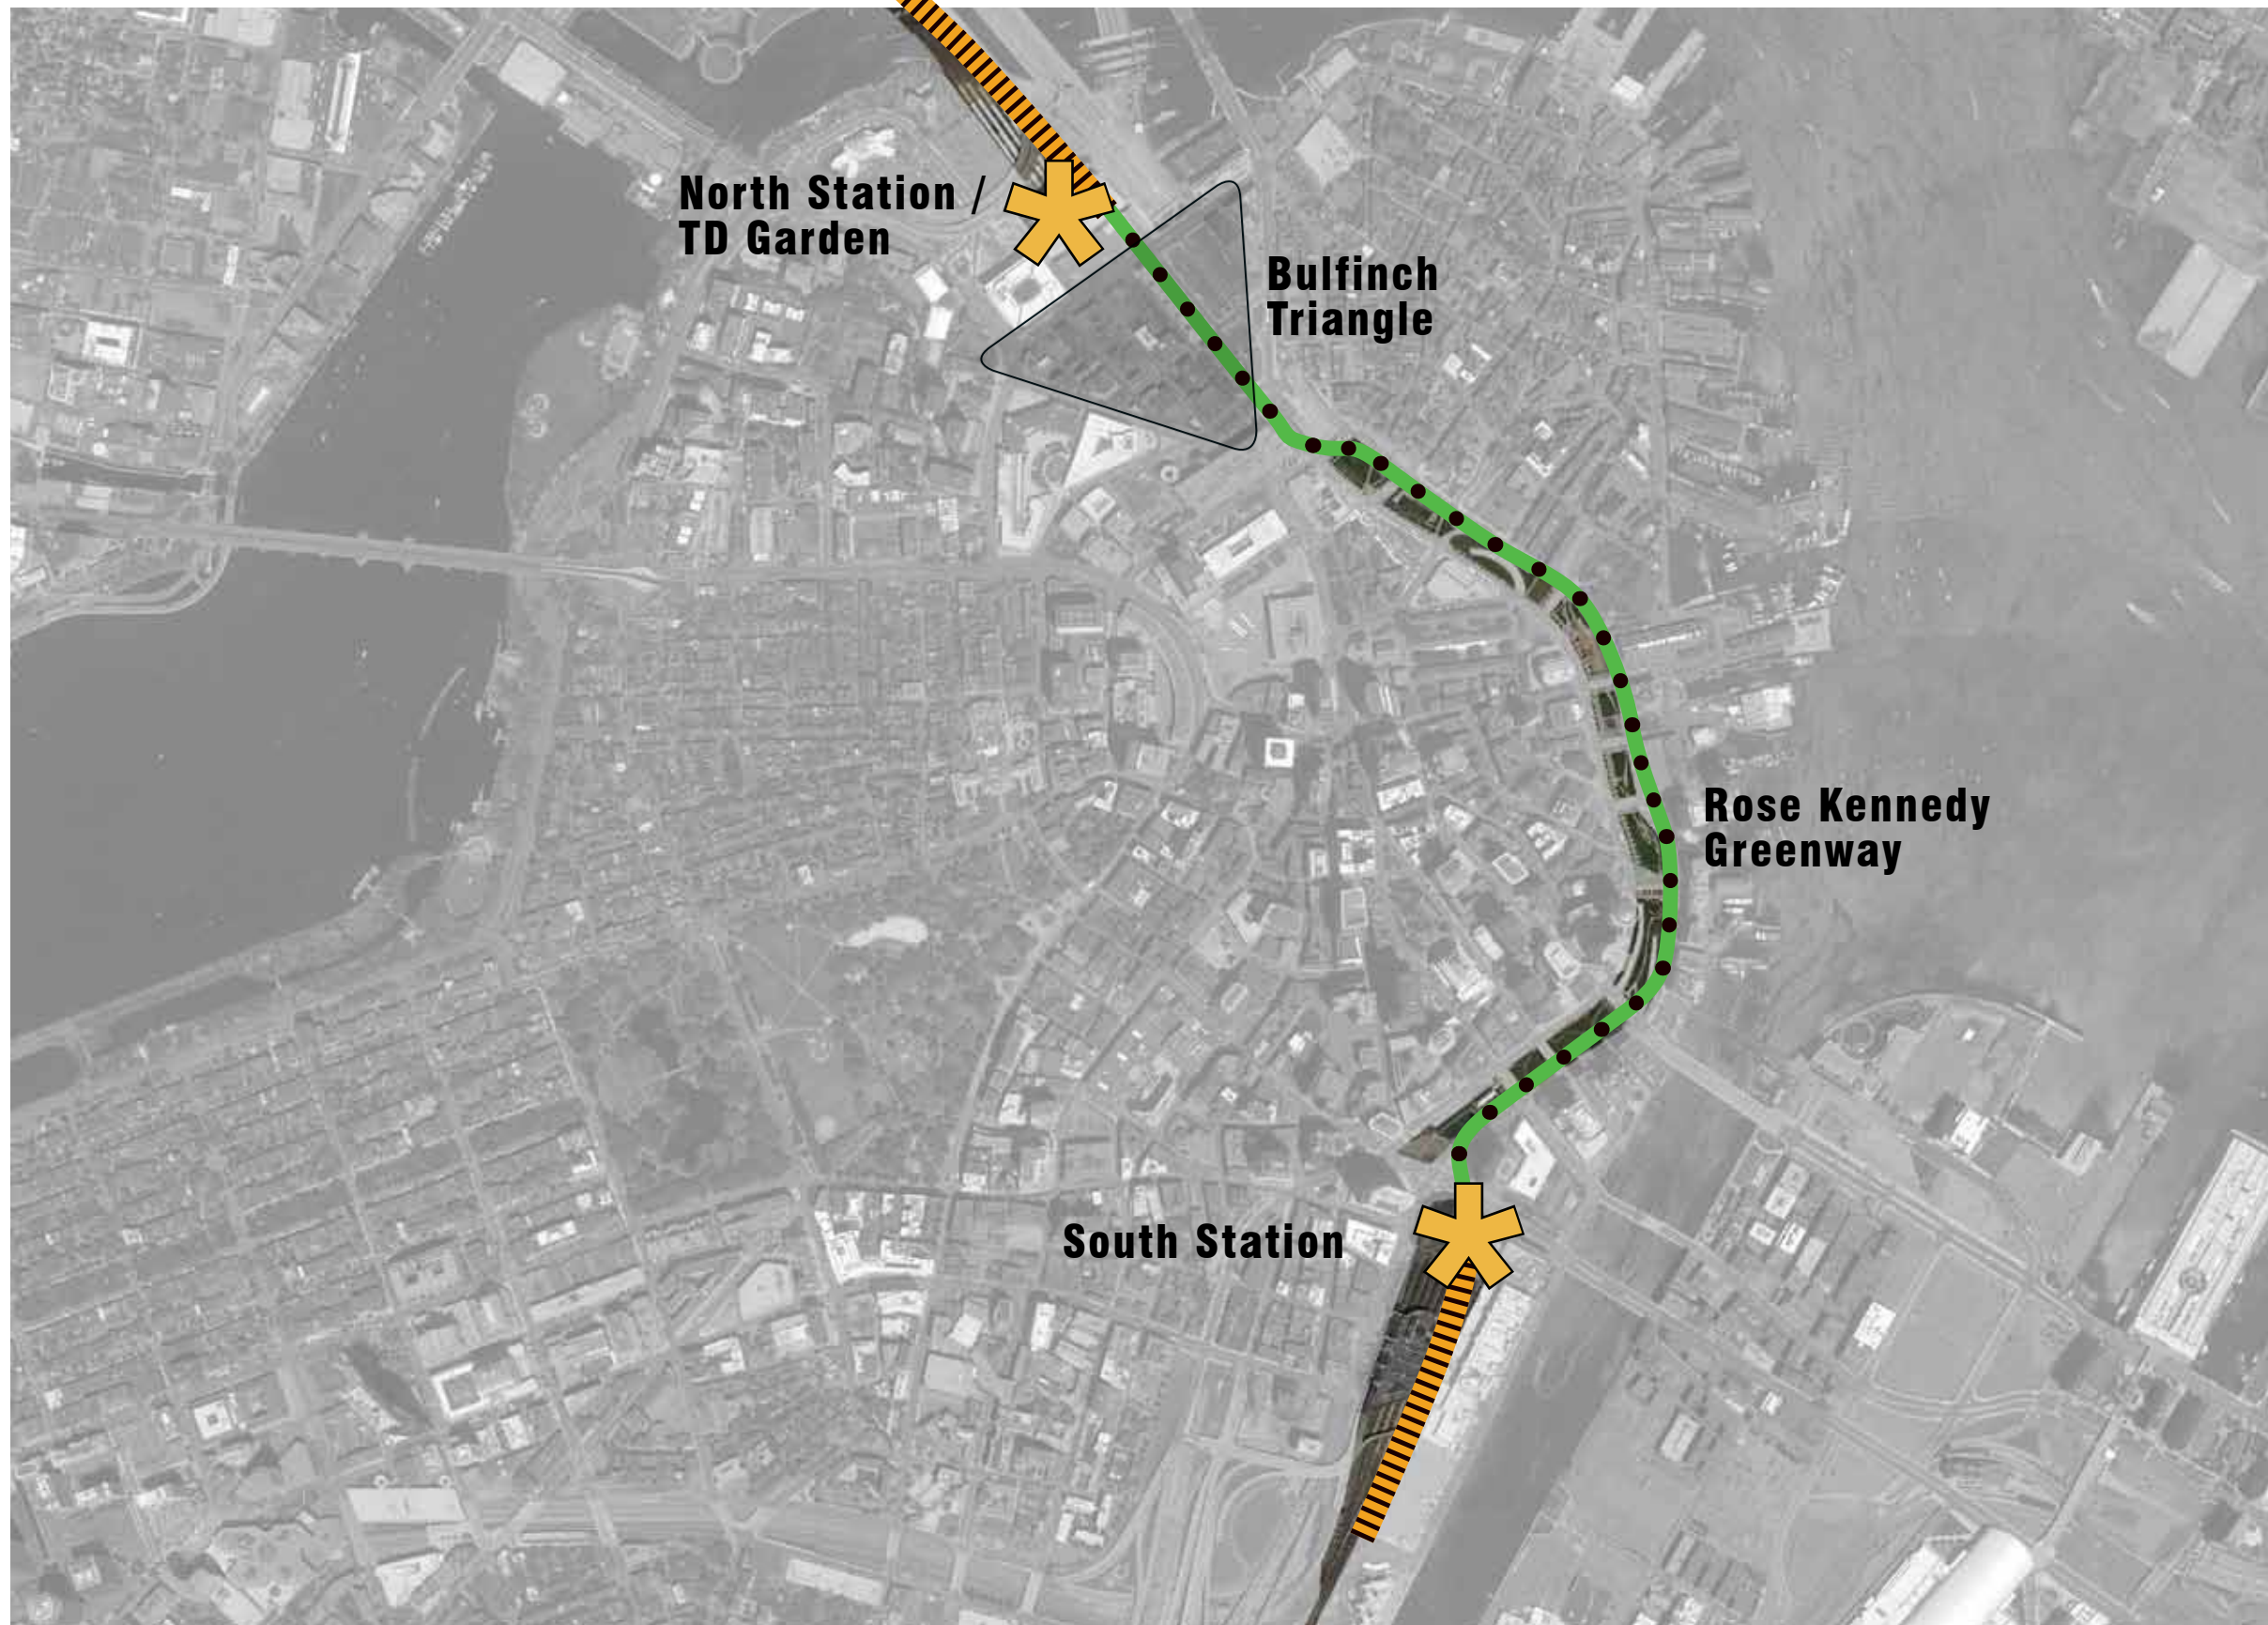 North Station /
TD Garden
Bulfinch
Triangle
Rose Kennedy
Greenway
South Station